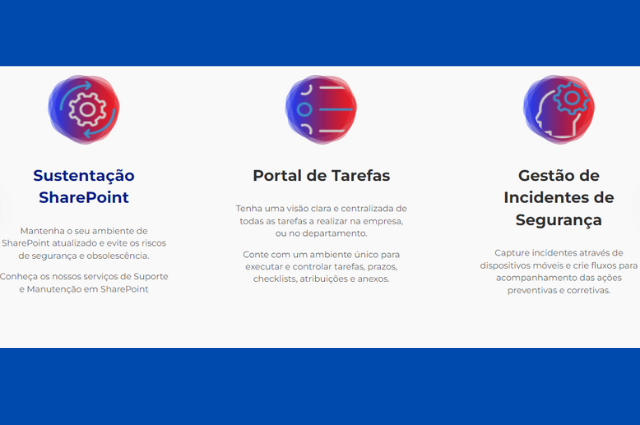 Sustentação
SharePoint
Mantenha o seu ambiente de
SharePoint atualizado e evite os riscos
de segurança e obsolescência.
Conheça os nossos serviços de Suporte
e Manutenção em SharePoint
Portal de Tarefas
Tenha uma visão clara e centralizada de
todas as tarefas a realizar na empresa,
ou no departamento.
Conte com um ambiente único para
executar e controlar tarefas, prazos,
checklists, atribuições e anexos.
Gestão de
Incidentes de
Segurança
Capture incidentes através de
dispositivos móveis e crie fluxos para
acompanhamento das ações
preventivas e corretivas.